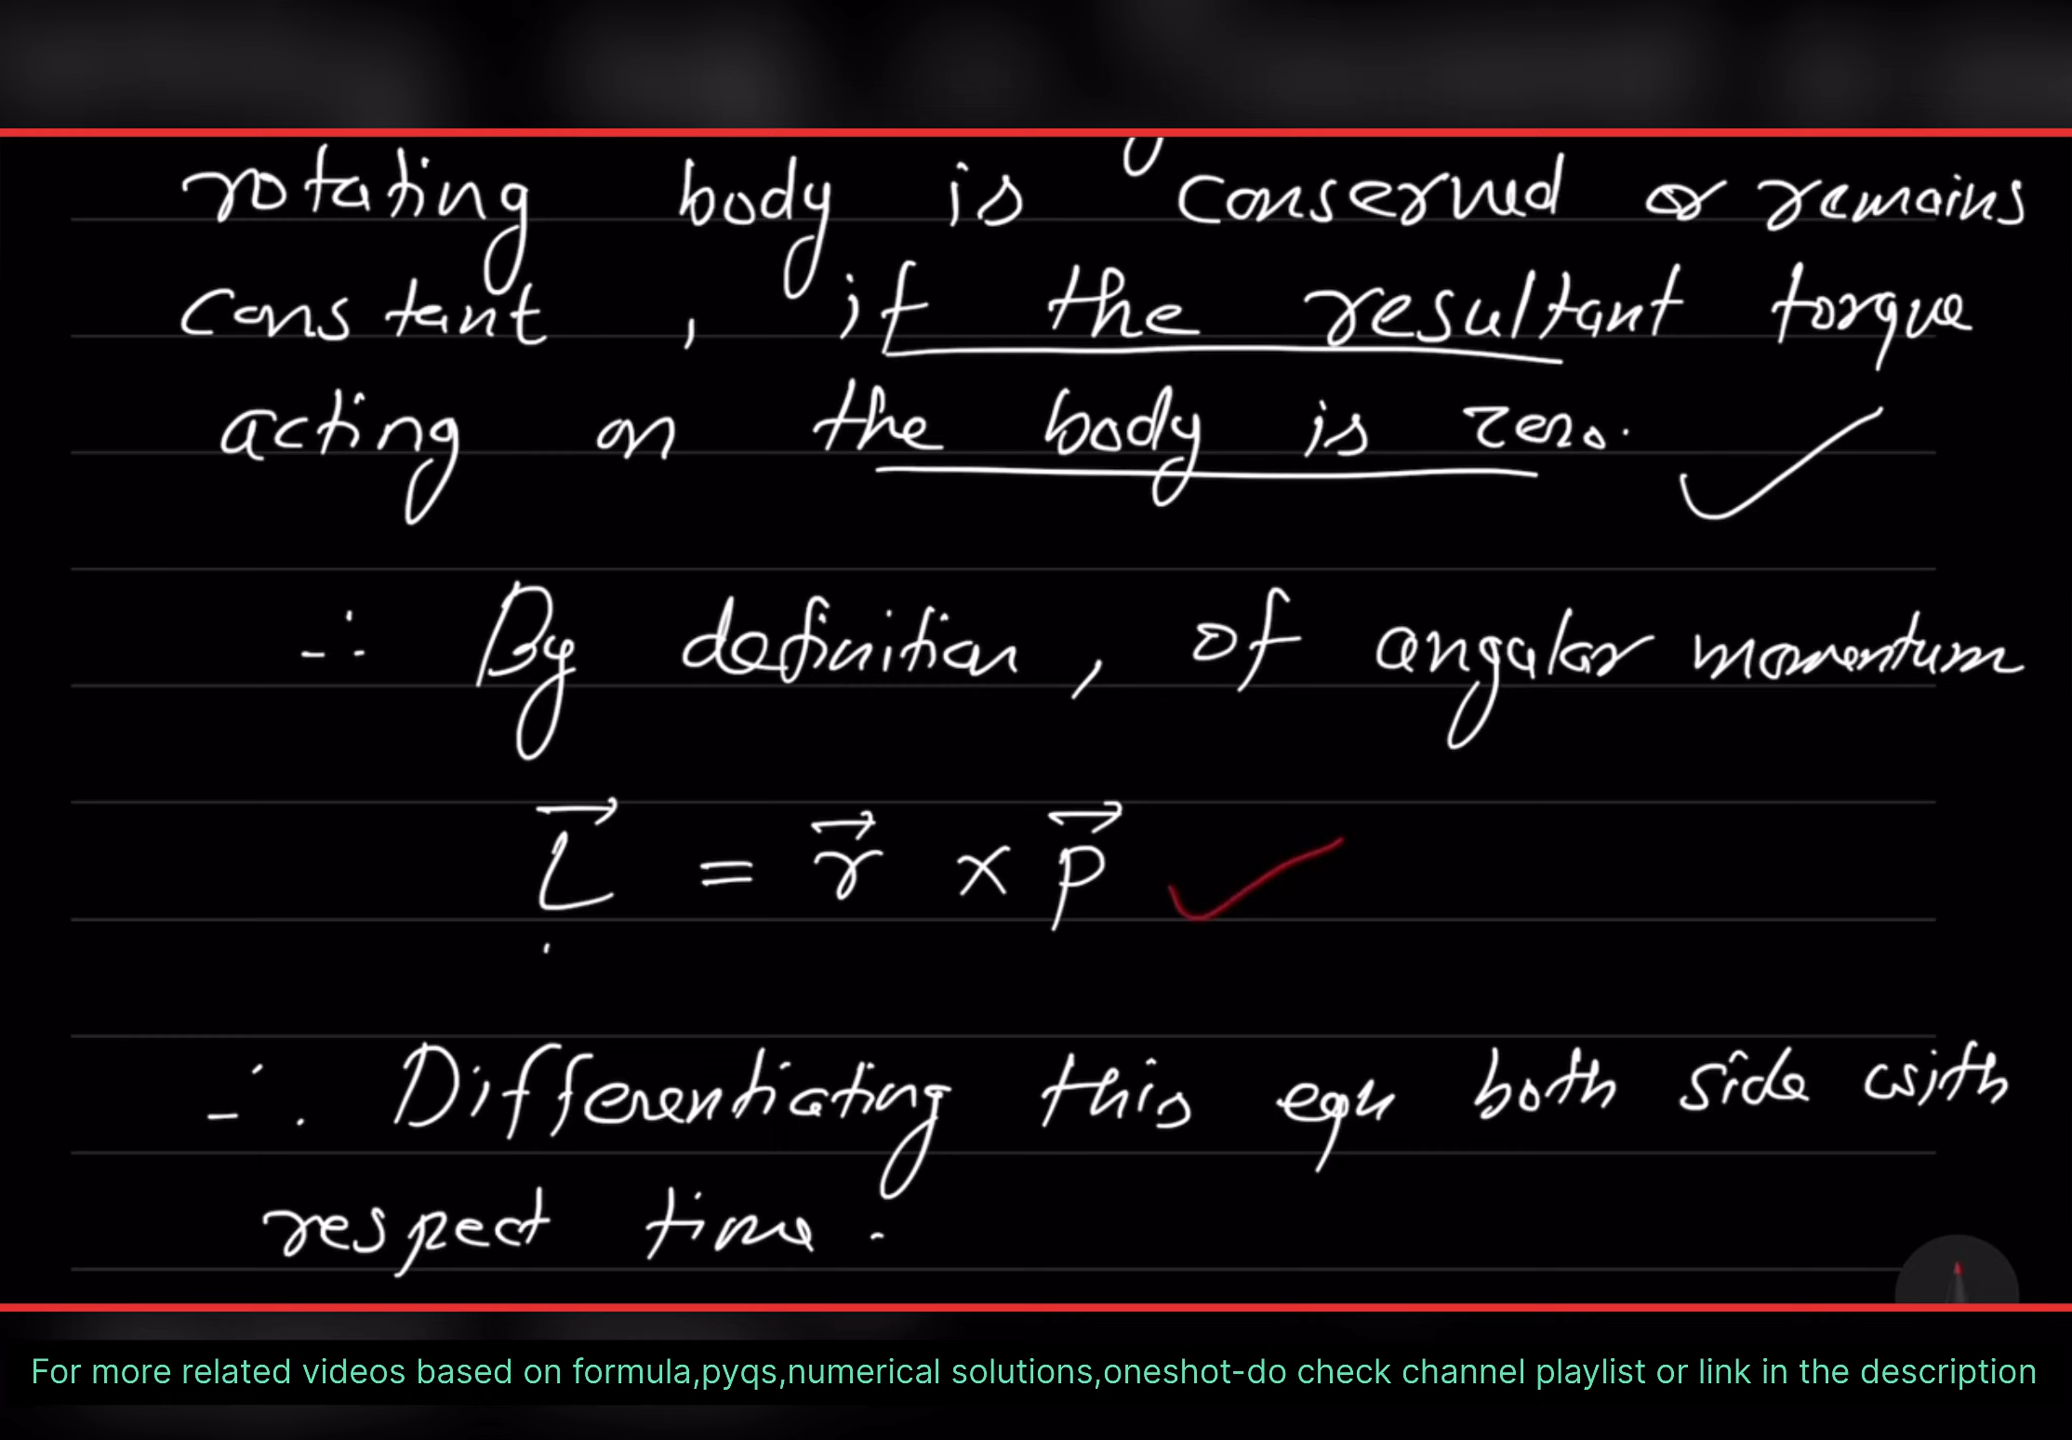 rotating body is conserved or remains
constant, if the resultant torque
acting on the body is zero.
∴ By definition, of angular momentum
L⃗ = r⃗ × p⃗
∴ Differentiating this eqn both side with
respect time.
For more related videos based on formula,pyqs,numerical solutions,oneshot-do check channel playlist or link in the description